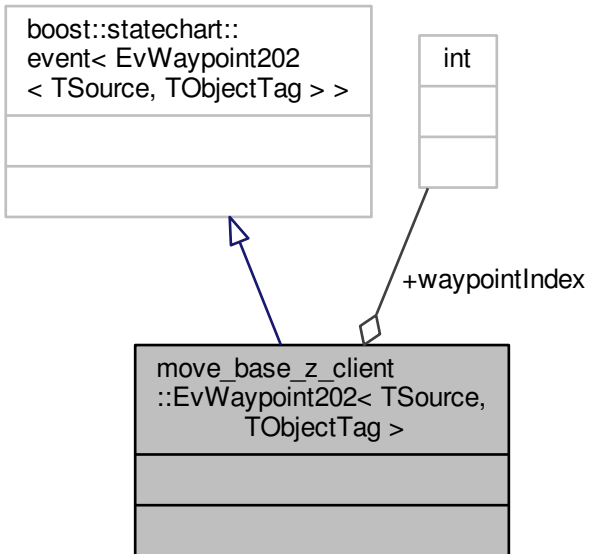 boost::statechart::
event< EvWaypoint202
< TSource, TObjectTag > >
int
+waypointIndex
move_base_z_client
::EvWaypoint202< TSource,
TObjectTag >